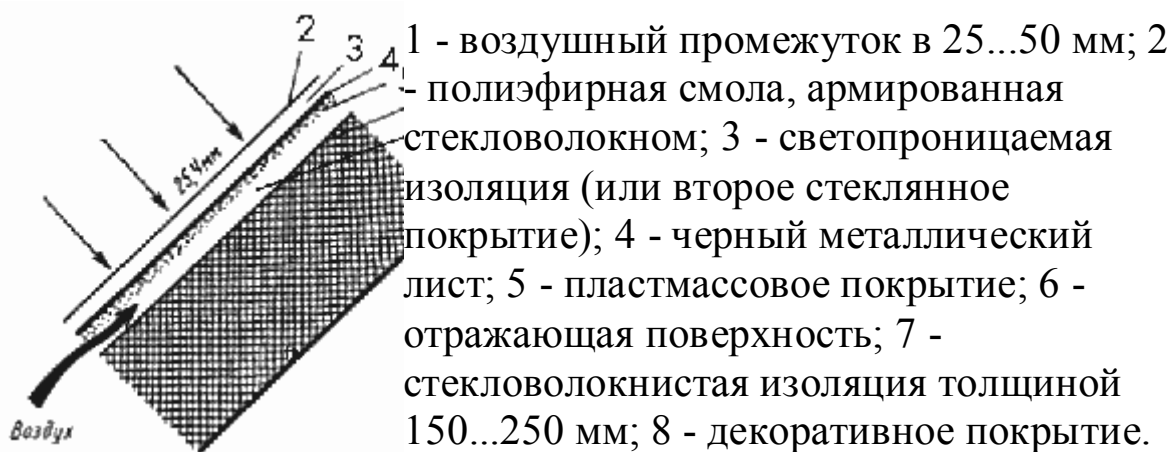 2
3
4
25,4мм
Воздух
1 - воздушный промежуток в 25...50 мм; 2
- полиэфирная смола, армированная
стекловолокном; 3 - светопроницаемая
изоляция (или второе стеклянное
покрытие); 4 - черный металлический
лист; 5 - пластмассовое покрытие; 6 -
отражающая поверхность; 7 -
стекловолокнистая изоляция толщиной
150...250 мм; 8 - декоративное покрытие.